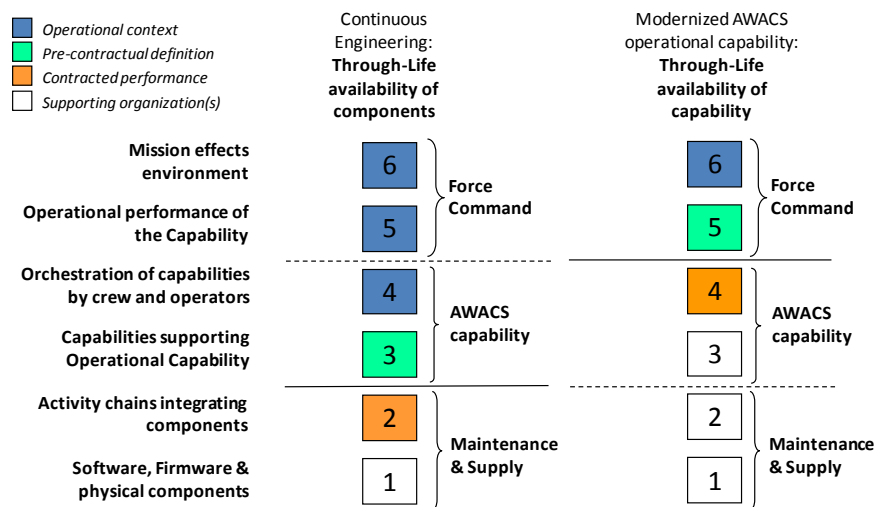 Operational context
Pre-contractual definition
Contracted performance
Supporting organization(s)
Continuous
Engineering:
Through-Life
availability of
components
Modernized AWACS
operational capability:
Through-Life
availability of
capability
Mission effects
environment
6
6
Force
Command
Force
Command
Operational performance of
the Capability
5
5
Orchestration of capabilities
by crew and operators
4
4
AWACS
capability
AWACS
capability
Capabilities supporting
Operational Capability
3
3
Activity chains integrating
components
2
2
Maintenance
& Supply
Maintenance
& Supply
Software, Firmware &
physical components
1
1